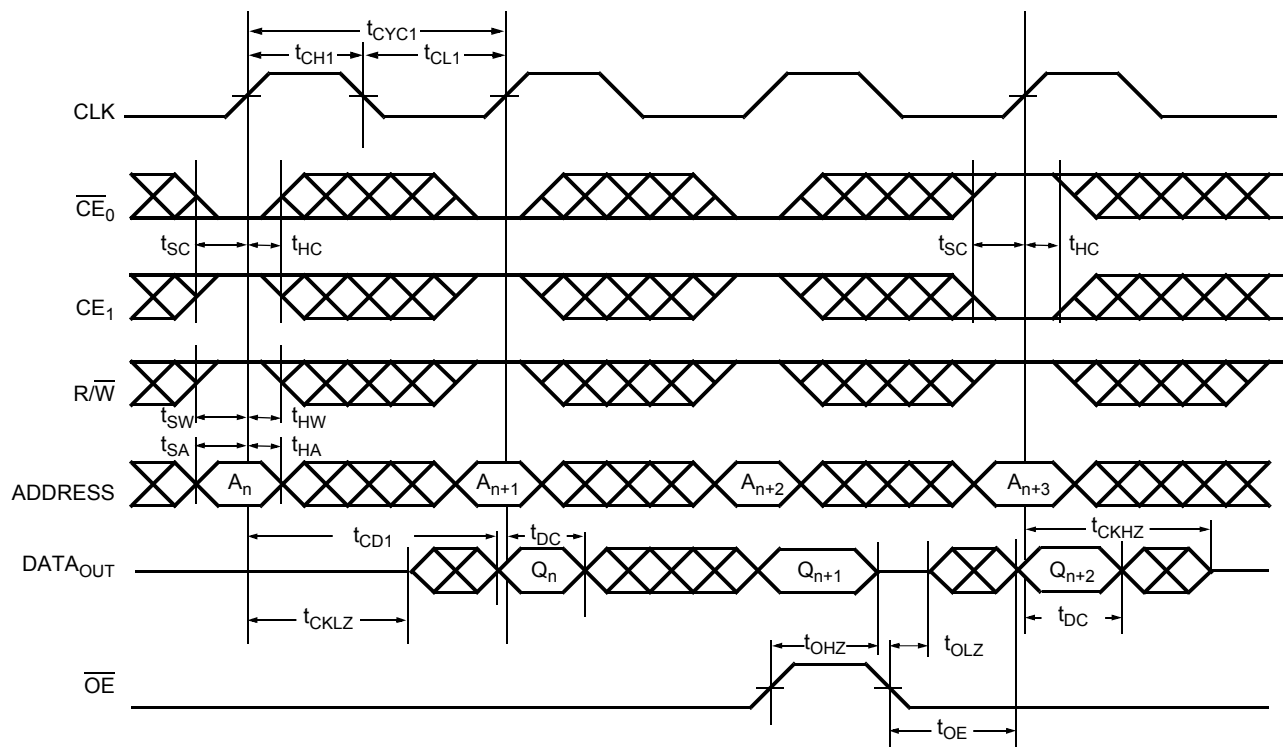 tCYC1
tCH1 tCL1
CLK
CE0
tSC tHC tSC tHC
CE1
R/W
tSW tHW
tSA tHA
ADDRESS An An+1 An+2 An+3
tCD1 tDC tCKHZ
DATAOUT Qn Qn+1 Qn+2
tCKLZ tDC
tOHZ tOLZ
OE
tOE